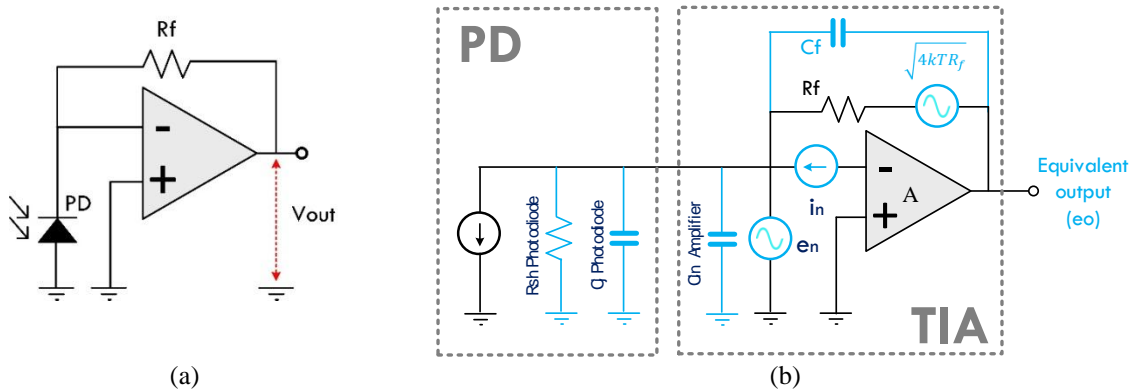 Rf
-
+
PD
Vout
(a)
PD
Cf
√4kTRf
Rf
-
A
+
in
en
Rsh Photodiode
Cj Photodiode
Cin Amplifier
Equivalent
output
(eo)
TIA
(b)